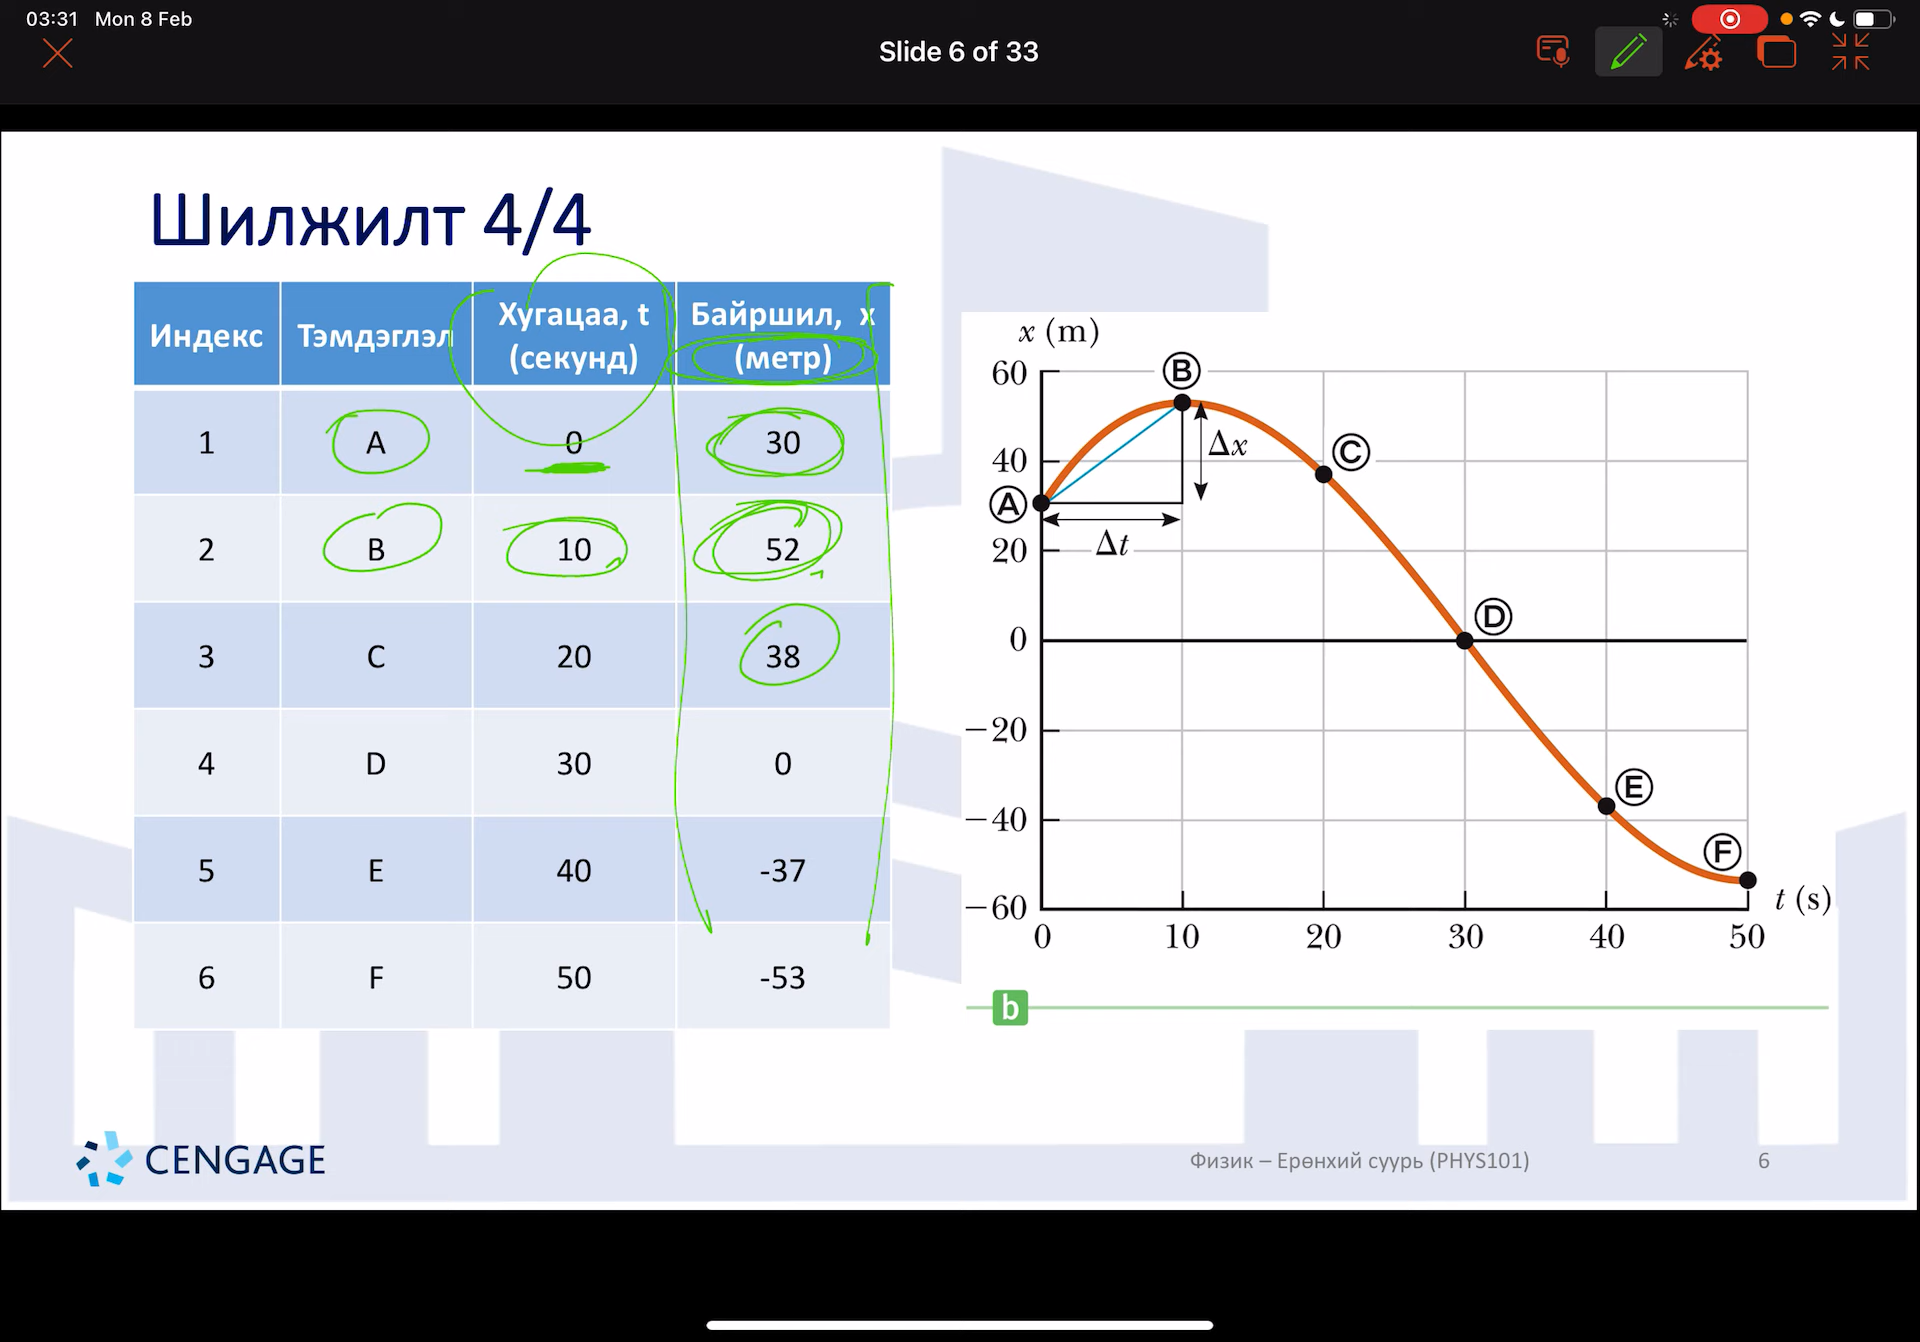 03:31 Mon 8 Feb
Slide 6 of 33
Шилжилт 4/4
Индекс Тэмдэглэл Хугацаа, t (секунд) Байршил, x (метр)
1 A 0 30
2 B 10 52
3 C 20 38
4 D 30 0
5 E 40 -37
6 F 50 -53
x (m)
60
40
20
0
−20
−40
−60
A
B
C
D
E
F
Δx
Δt
0 10 20 30 40 50
t (s)
b
CENGAGE
Физик – Ерөнхий суурь (PHYS101) 6